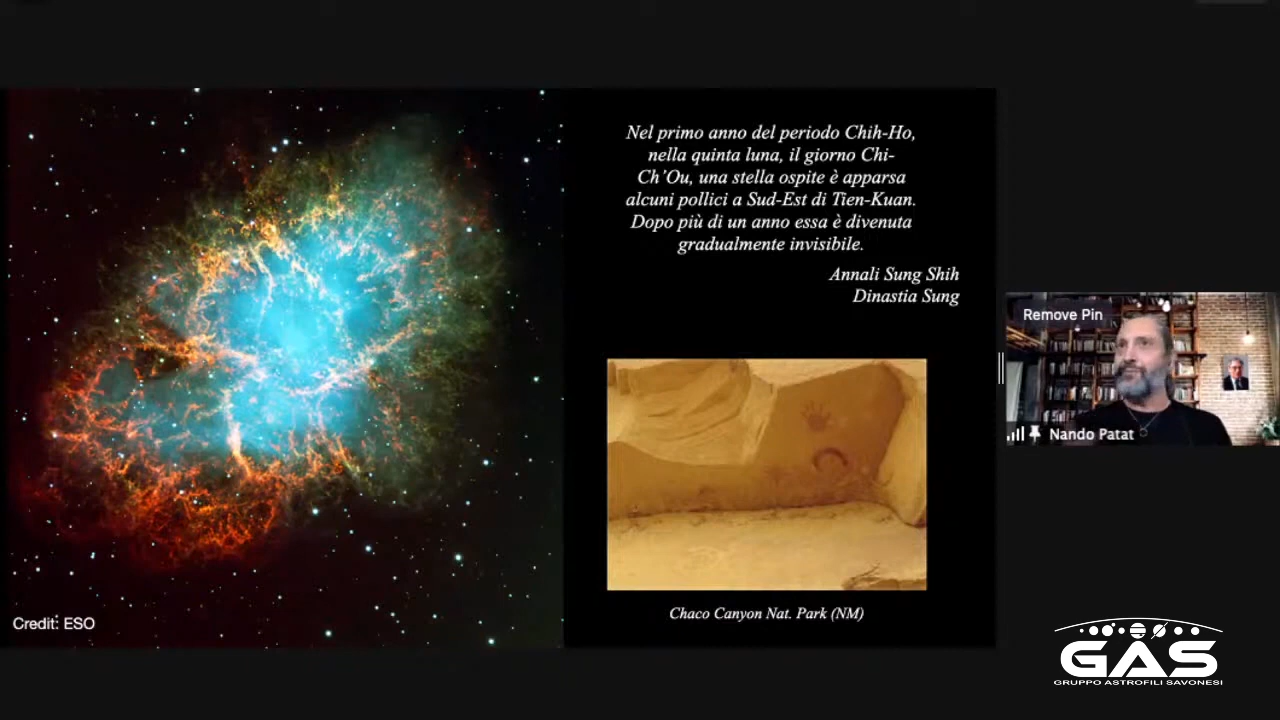 Nel primo anno del periodo Chih-Ho,
nella quinta luna, il giorno Chi-
Ch’Ou, una stella ospite è apparsa
alcuni pollici a Sud-Est di Tien-Kuan.
Dopo più di un anno essa è divenuta
gradualmente invisibile.
Annali Sung Shih
Dinastia Sung
Chaco Canyon Nat. Park (NM)
Credit: ESO
Remove Pin
Nando Patat
GAS
GRUPPO ASTROFILI SAVONESI